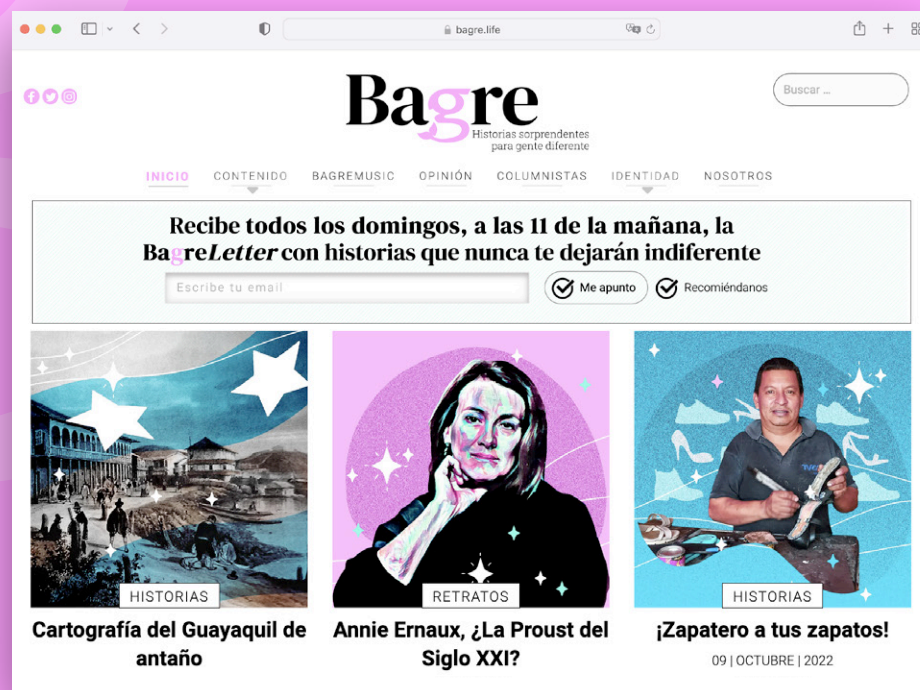 bagre.life
Buscar ...
Bagre
Historias sorprendentes
para gente diferente
INICIO CONTENIDO BAGREMUSIC OPINIÓN COLUMNISTAS IDENTIDAD NOSOTROS
Recibe todos los domingos, a las 11 de la mañana, la
BagreLetter con historias que nunca te dejarán indiferente
Escribe tu email Me apunto Recomiéndanos
HISTORIAS RETRATOS HISTORIAS
Cartografía del Guayaquil de
antaño
Annie Ernaux, ¿La Proust del
Siglo XXI?
¡Zapatero a tus zapatos!
09 | OCTUBRE | 2022